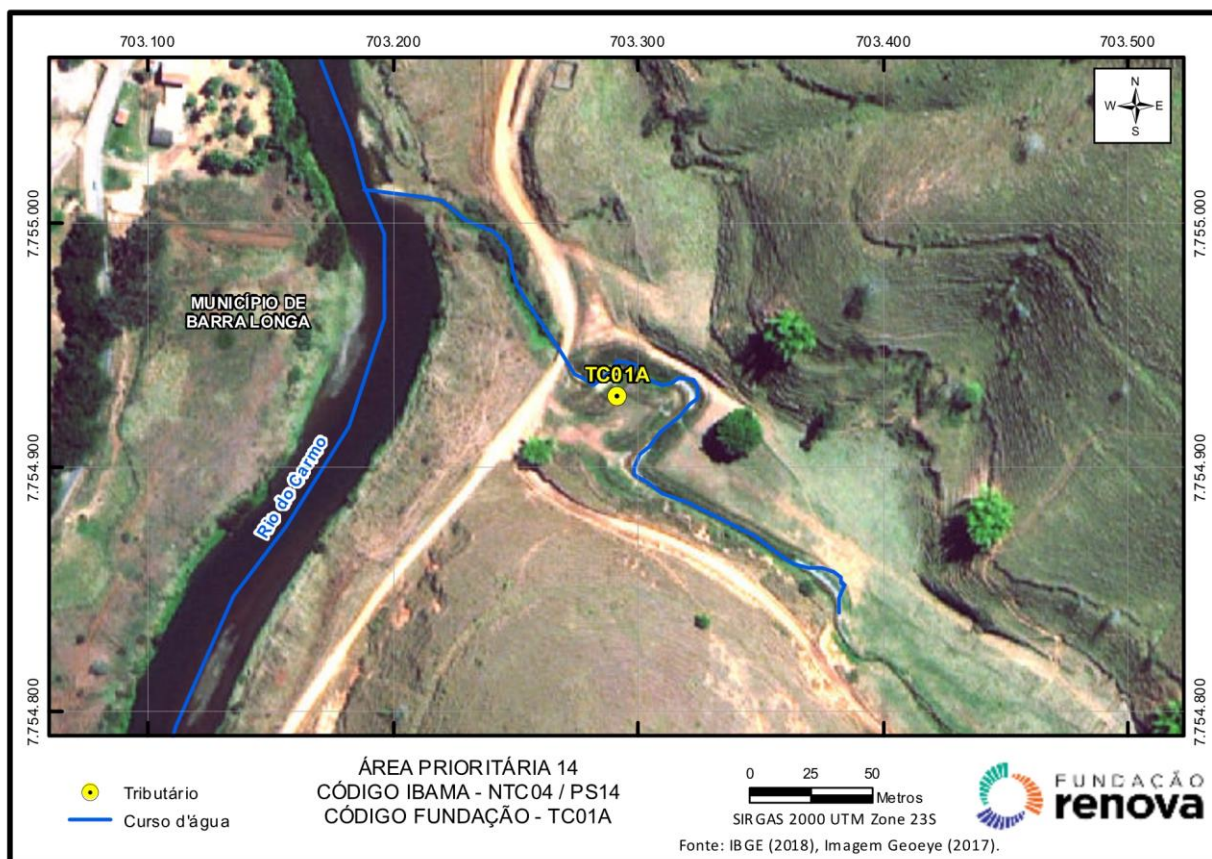 703.100 703.200 703.300 703.400 703.500
N
W E
S
7.755.000 7.755.000
MUNICÍPIO DE
BARRA LONGA
TC01A
7.754.900 7.754.900
Rio do Carmo
7.754.800 7.754.800
Tributário
Curso d'água
ÁREA PRIORITÁRIA 14
CÓDIGO IBAMA - NTC04 / PS14
CÓDIGO FUNDAÇÃO - TC01A
0 25 50
Metros
SIRGAS 2000 UTM Zone 23S
Fonte: IBGE (2018), Imagem Geoeye (2017).
FUNDAÇÃO
renova